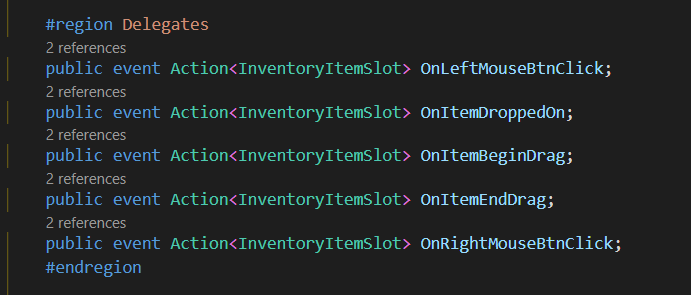 #region Delegates
2 references
public event Action<InventoryItemSlot> OnLeftMouseBtnClick;
2 references
public event Action<InventoryItemSlot> OnItemDroppedOn;
2 references
public event Action<InventoryItemSlot> OnItemBeginDrag;
2 references
public event Action<InventoryItemSlot> OnItemEndDrag;
2 references
public event Action<InventoryItemSlot> OnRightMouseBtnClick;
#endregion